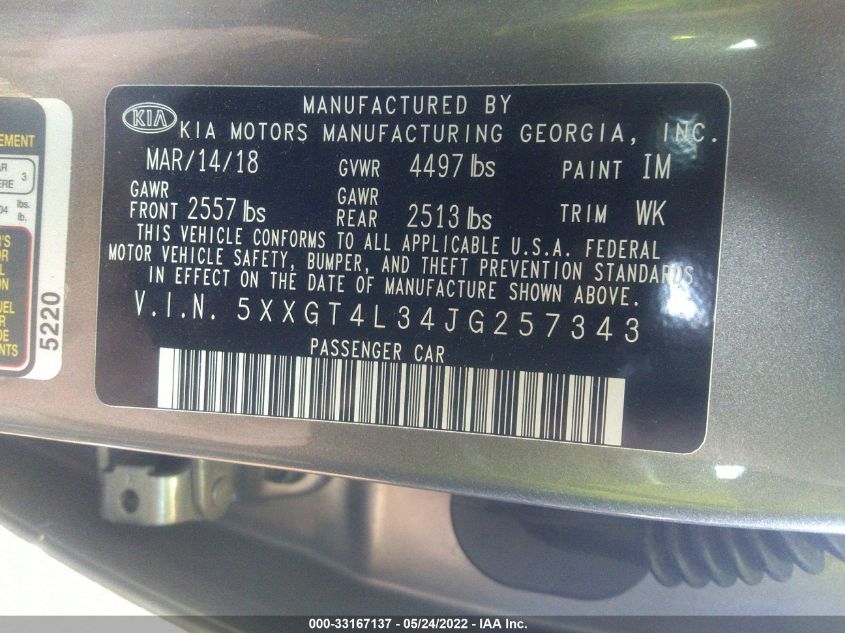 MANUFACTURED BY
KIA KIA MOTORS MANUFACTURING GEORGIA, INC.
MAR/14/18 GVWR 4497 lbs PAINT IM
GAWR FRONT 2557 lbs GAWR REAR 2513 lbs TRIM WK
THIS VEHICLE CONFORMS TO ALL APPLICABLE U.S.A. FEDERAL
MOTOR VEHICLE SAFETY, BUMPER, AND THEFT PREVENTION STANDARDS
IN EFFECT ON THE DATE OF MANUFACTURE SHOWN ABOVE.
V.I.N. 5XXGT4L34JG257343
PASSENGER CAR
5220
000-33167137 • 05/24/2022 • IAA Inc.